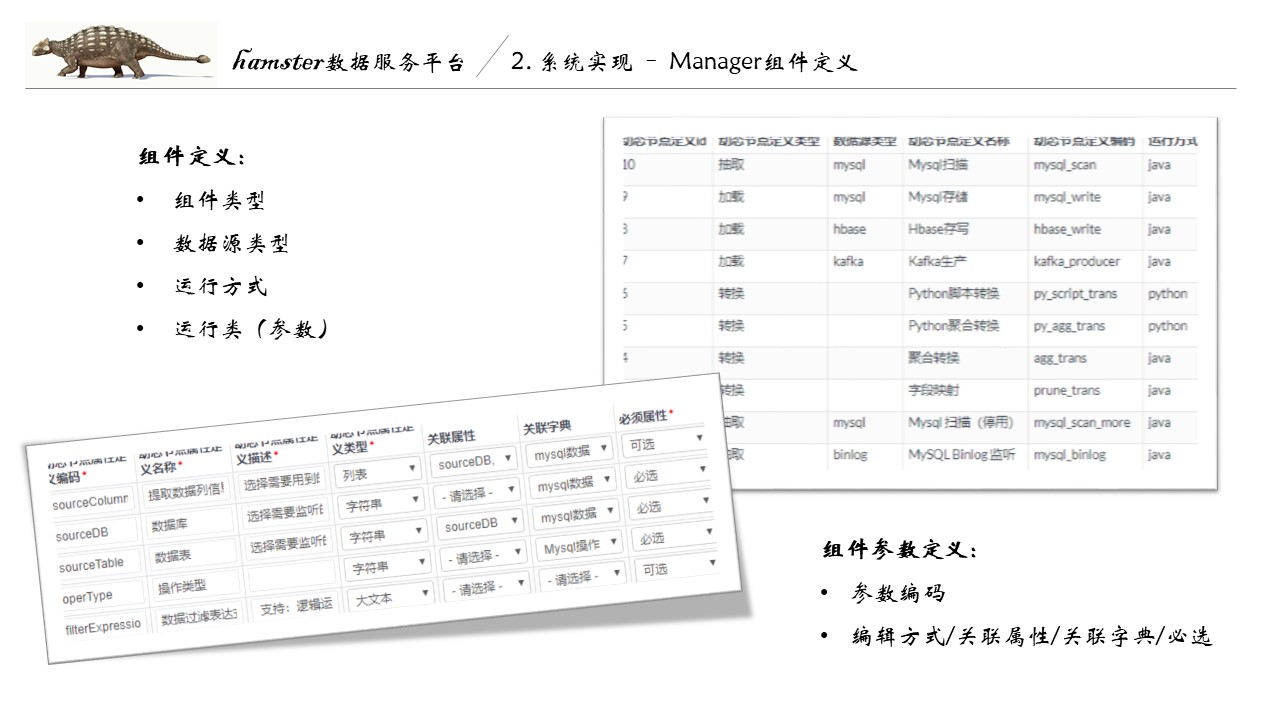 hamster数据服务平台 2. 系统实现 - Manager组件定义
组件定义:
• 组件类型
• 数据源类型
• 运行方式
• 运行类（参数）
动态节点定义id 动态节点定义类型 数据源类型 动态节点定义名称 动态节点定义编码 运行方式
10 抽取 mysql Mysql扫描 mysql_scan java
9 加载 mysql Mysql存储 mysql_write java
8 加载 hbase Hbase存写 hbase_write java
7 加载 kafka Kafka生产 kafka_producer java
6 转换 Python脚本转换 py_script_trans python
5 转换 Python聚合转换 py_agg_trans python
4 转换 聚合转换 agg_trans java
转换 字段映射 prune_trans java
抽取 mysql Mysql 扫描（停用） mysql_scan_more java
取 binlog MySQL Binlog 监听 mysql_binlog java
动态节点属性定义编码* 动态节点属性定义名称* 动态节点属性定义描述* 动态节点属性定义类型* 关联属性 关联字典 必须属性*
sourceColumn 提取数据列信息 选择需要用到 列表 sourceDB, mysql数据 可选
sourceDB 数据库 选择需要监听 字符串 - 请选择 - mysql数据 必选
sourceTable 数据表 选择需要监听 字符串 sourceDB mysql数据 必选
operType 操作类型 字符串 - 请选择 - Mysql操作 必选
filterExpressio 数据过滤表达 支持：逻辑运 大文本 - 请选择 - - 请选择 - 可选
组件参数定义:
• 参数编码
• 编辑方式/关联属性/关联字典/必选